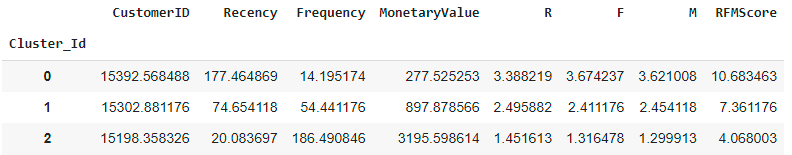 CustomerID Recency Frequency MonetaryValue R F M RFMScore
Cluster_Id
0 15392.568488 177.464869 14.195174 277.525253 3.388219 3.674237 3.621008 10.683463
1 15302.881176 74.654118 54.441176 897.878566 2.495882 2.411176 2.454118 7.361176
2 15198.358326 20.083697 186.490846 3195.598614 1.451613 1.316478 1.299913 4.068003